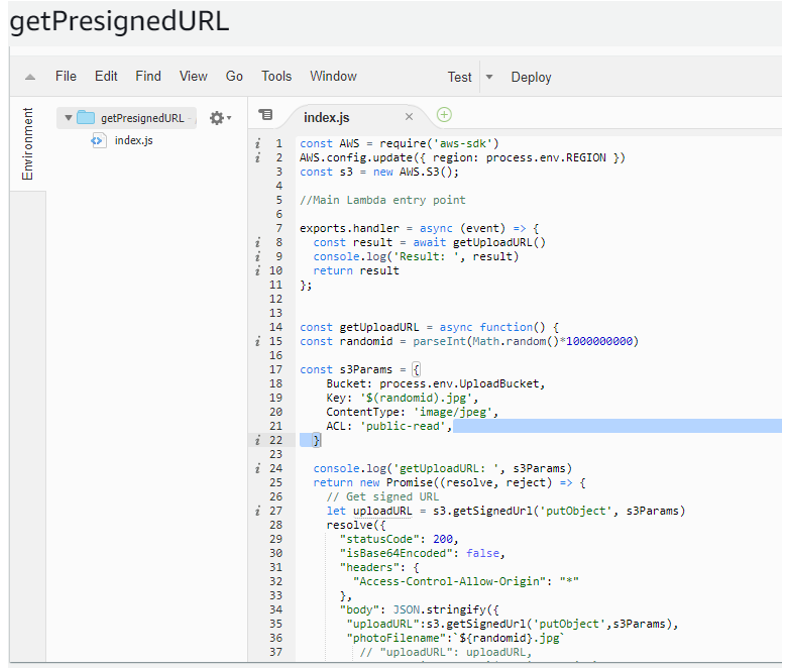 getPresignedURL
File Edit Find View Go Tools Window Test Deploy
Environment
getPresignedURL
index.js
index.js
1 const AWS = require('aws-sdk')
2 AWS.config.update({ region: process.env.REGION })
3 const s3 = new AWS.S3();
4
5 //Main Lambda entry point
6
7 exports.handler = async (event) => {
8 const result = await getUploadURL()
9 console.log('Result: ', result)
10 return result
11 };
12
13
14 const getUploadURL = async function() {
15 const randomid = parseInt(Math.random()*1000000000)
16
17 const s3Params = {
18 Bucket: process.env.UploadBucket,
19 Key: '$(randomid).jpg',
20 ContentType: 'image/jpeg',
21 ACL: 'public-read',
22 }
23
24 console.log('getUploadURL: ', s3Params)
25 return new Promise((resolve, reject) => {
26 // Get signed URL
27 let uploadURL = s3.getSignedUrl('putObject', s3Params)
28 resolve({
29 "statusCode": 200,
30 "isBase64Encoded": false,
31 "headers": {
32 "Access-Control-Allow-Origin": "*"
33 },
34 "body": JSON.stringify({
35 "uploadURL":s3.getSignedUrl('putObject',s3Params),
36 "photoFilename":`${randomid}.jpg`
37 // "uploadURL": uploadURL,